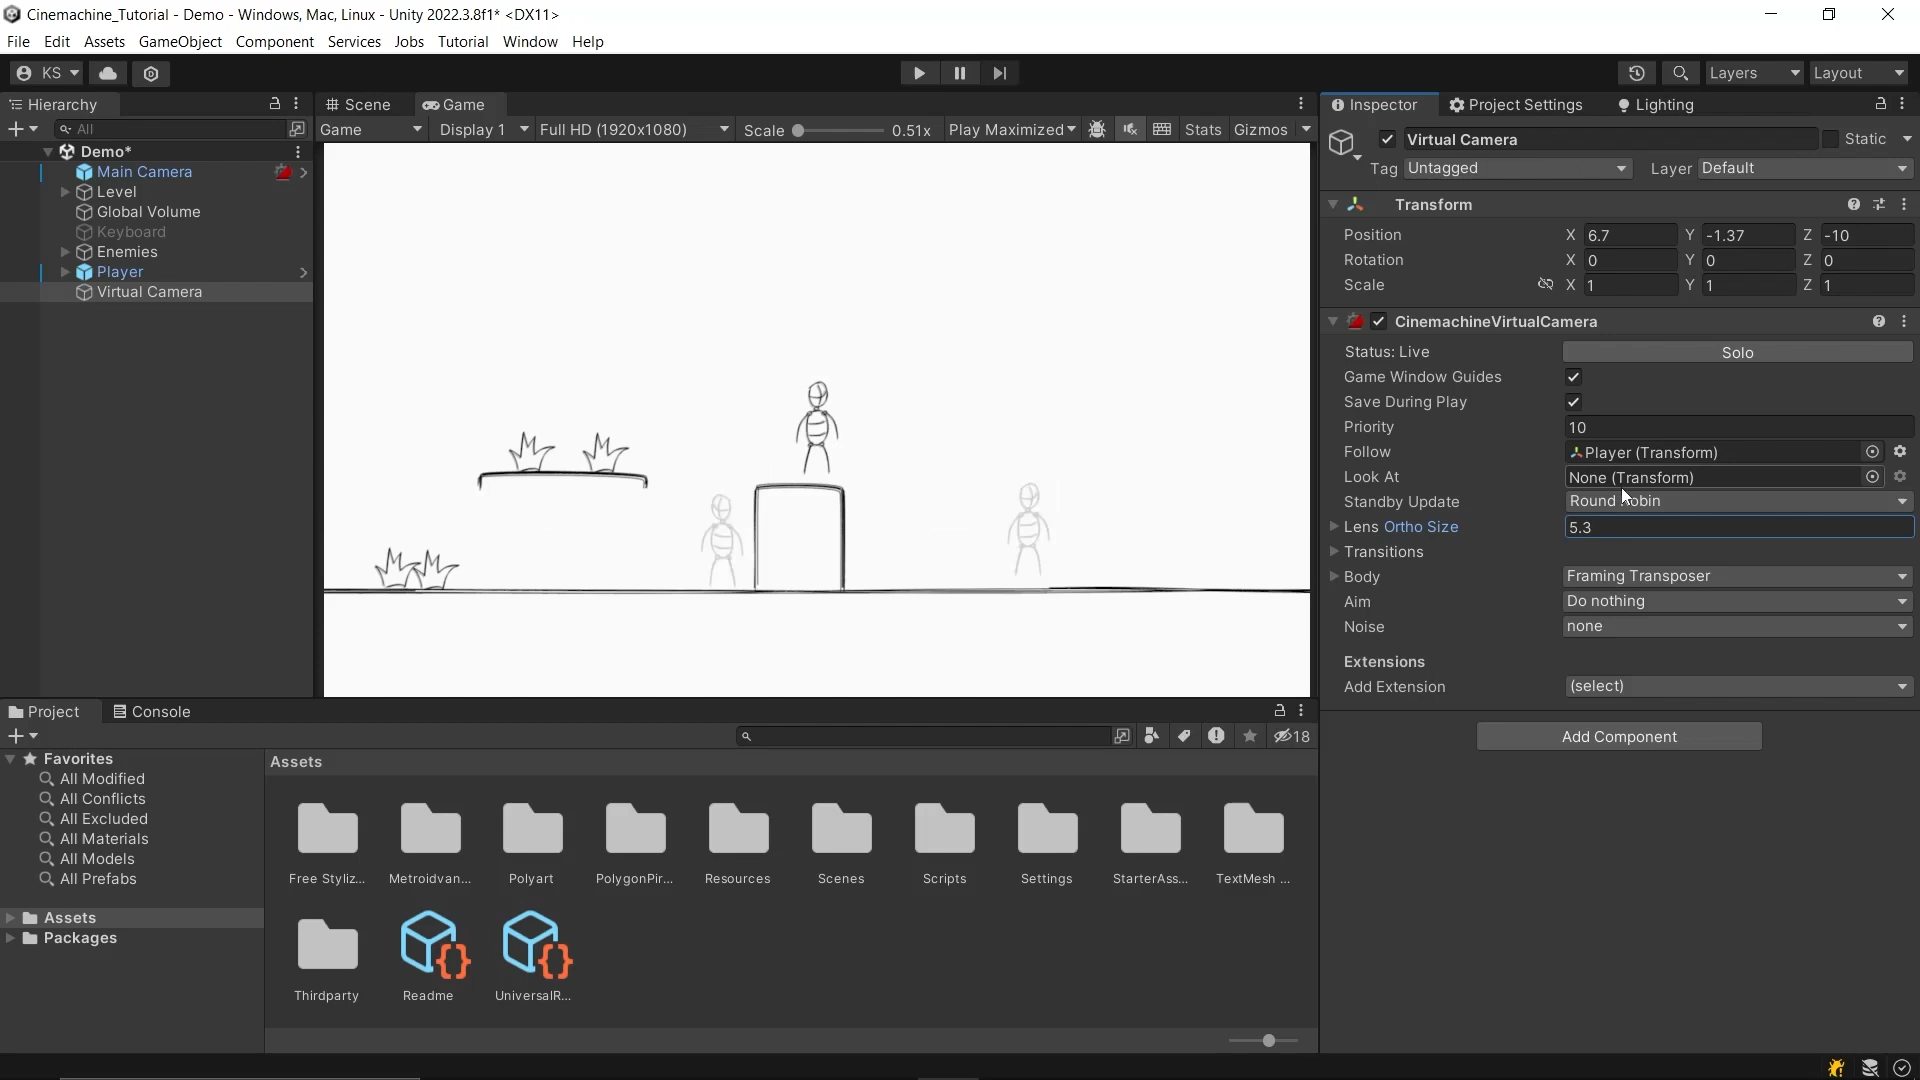 Cinemachine_Tutorial - Demo - Windows, Mac, Linux - Unity 2022.3.8f1* <DX11>
File Edit Assets GameObject Component Services Jobs Tutorial Window Help
KS
Layers Layout
Hierarchy
All
Demo*
Main Camera
Level
Global Volume
Keyboard
Enemies
Player
Virtual Camera
Scene Game
Game Display 1 Full HD (1920x1080) Scale 0.51x Play Maximized Stats Gizmos
Inspector Project Settings Lighting
Virtual Camera Static
Tag Untagged Layer Default
Transform
Position X 6.7 Y -1.37 Z -10
Rotation X 0 Y 0 Z 0
Scale X 1 Y 1 Z 1
CinemachineVirtualCamera
Status: Live Solo
Game Window Guides
Save During Play
Priority 10
Follow Player (Transform)
Look At None (Transform)
Standby Update Round Robin
Lens Ortho Size 5.3
Transitions
Body Framing Transposer
Aim Do nothing
Noise none
Extensions
Add Extension (select)
Add Component
Project Console
18
Favorites
All Modified
All Conflicts
All Excluded
All Materials
All Models
All Prefabs
Assets
Packages
Assets
Free Styliz... Metroidvan... Polyart PolygonPir... Resources Scenes Scripts Settings StarterAss... TextMesh ...
Thirdparty Readme UniversalR...